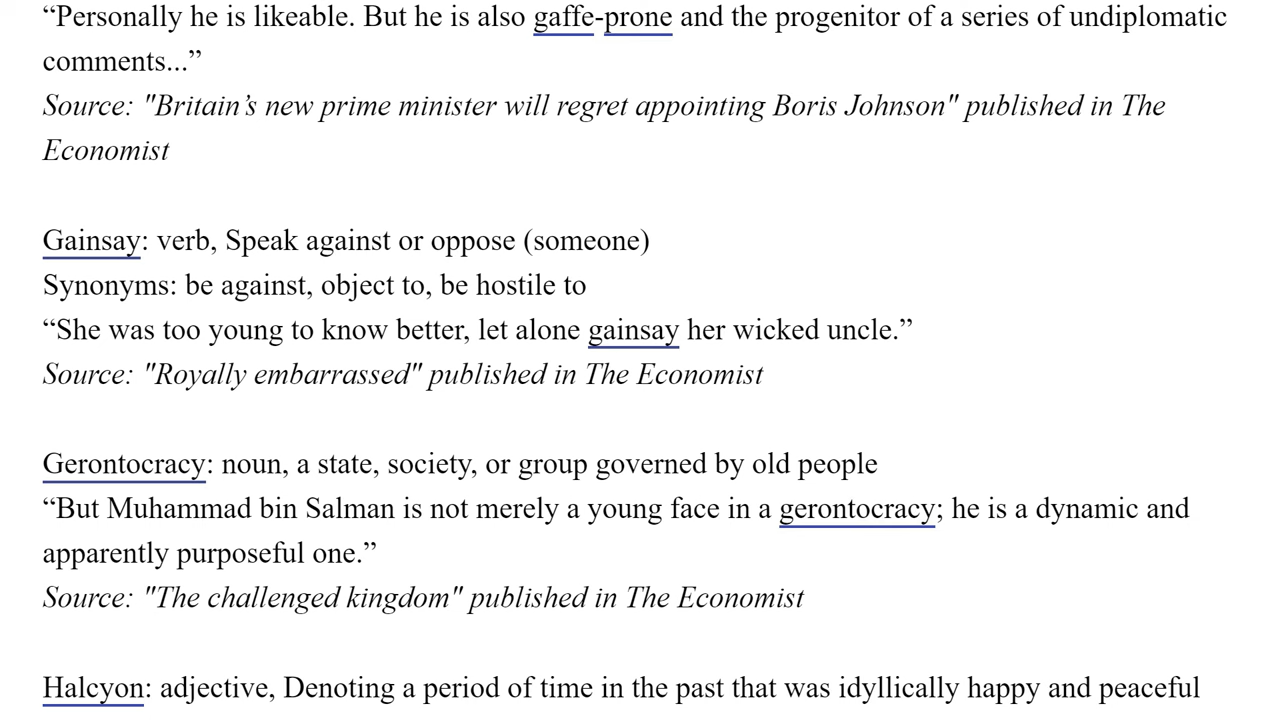 “Personally he is likeable. But he is also gaffe-prone and the progenitor of a series of undiplomatic
comments...”
Source: "Britain’s new prime minister will regret appointing Boris Johnson" published in The
Economist
Gainsay: verb, Speak against or oppose (someone)
Synonyms: be against, object to, be hostile to
“She was too young to know better, let alone gainsay her wicked uncle.”
Source: "Royally embarrassed" published in The Economist
Gerontocracy: noun, a state, society, or group governed by old people
“But Muhammad bin Salman is not merely a young face in a gerontocracy; he is a dynamic and
apparently purposeful one.”
Source: "The challenged kingdom" published in The Economist
Halcyon: adjective, Denoting a period of time in the past that was idyllically happy and peaceful